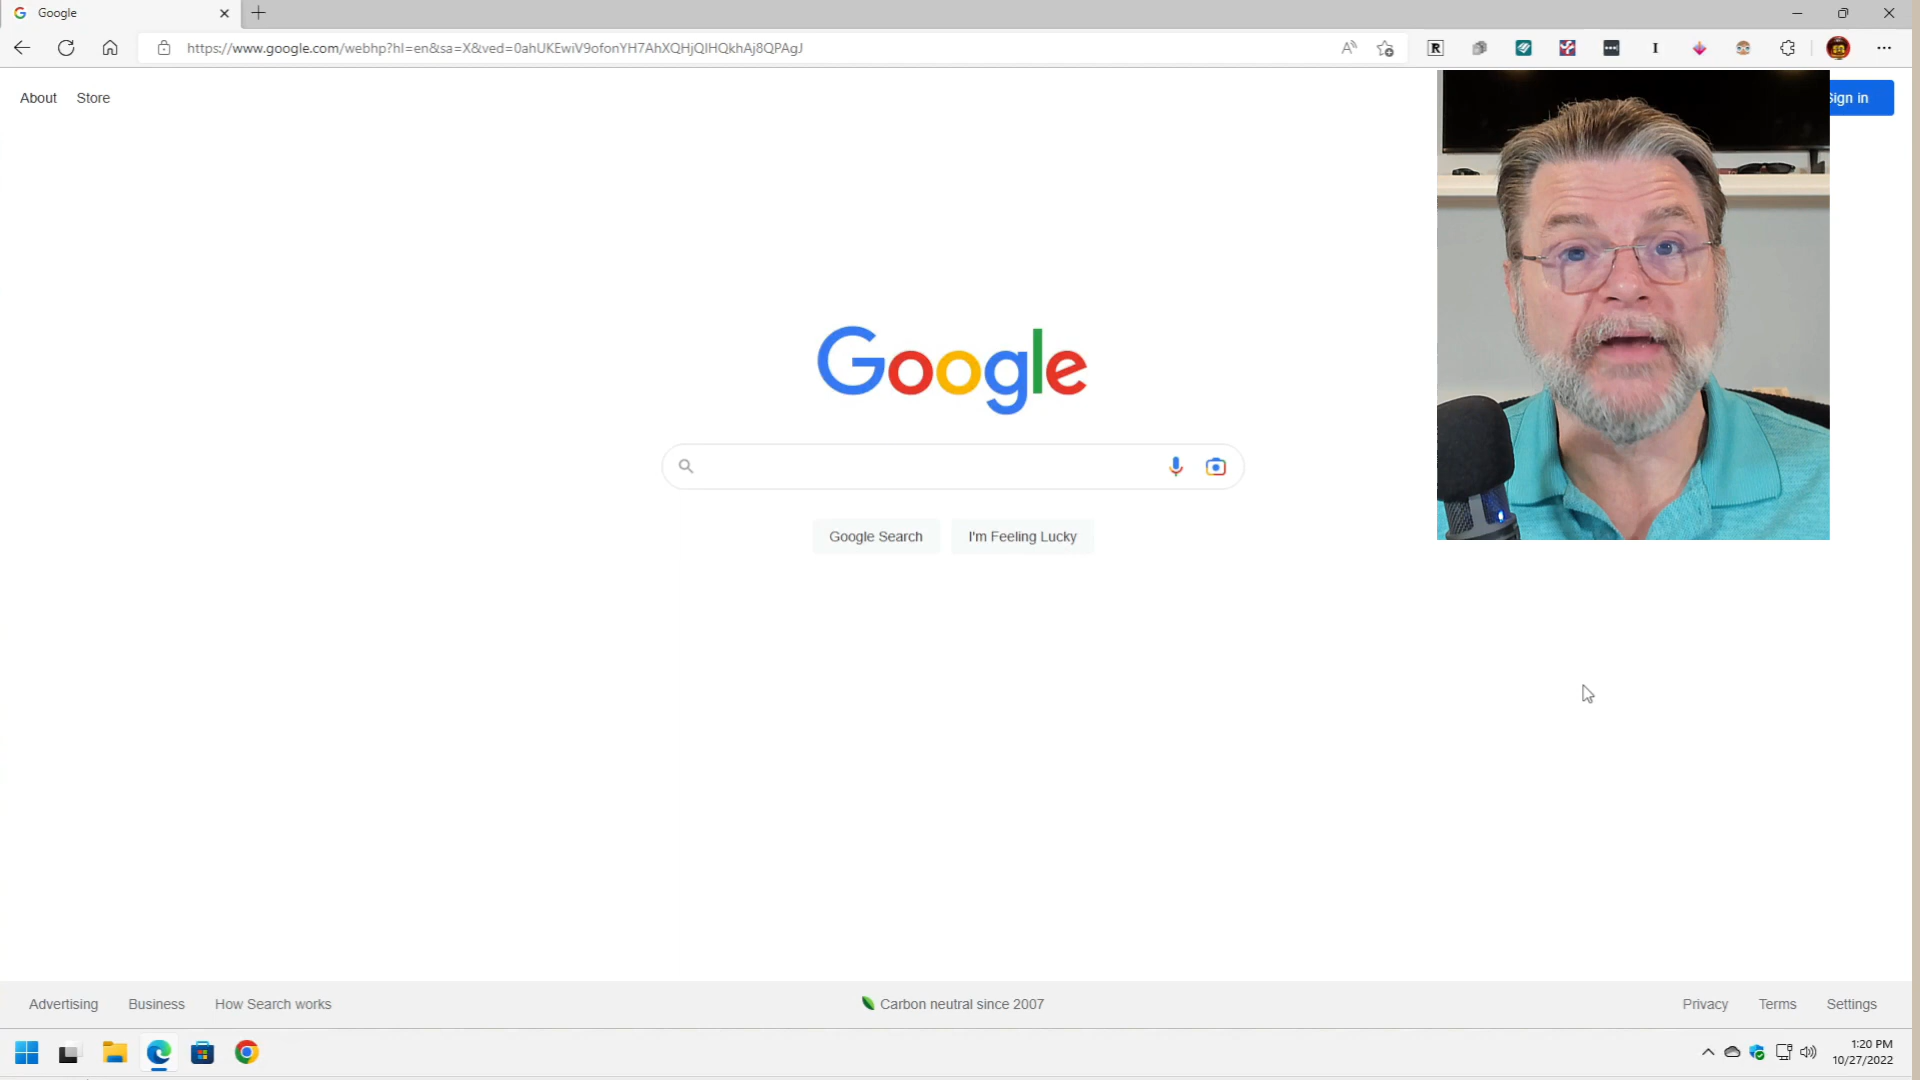 Google
https://www.google.com/webhp?hl=en&sa=X&ved=0ahUKEwiV9ofonYH7AhXQHjQIHQkhAj8QPAgJ
About Store
Sign in
Google
Google Search I'm Feeling Lucky
Advertising Business How Search works Carbon neutral since 2007 Privacy Terms Settings
1:20 PM
10/27/2022